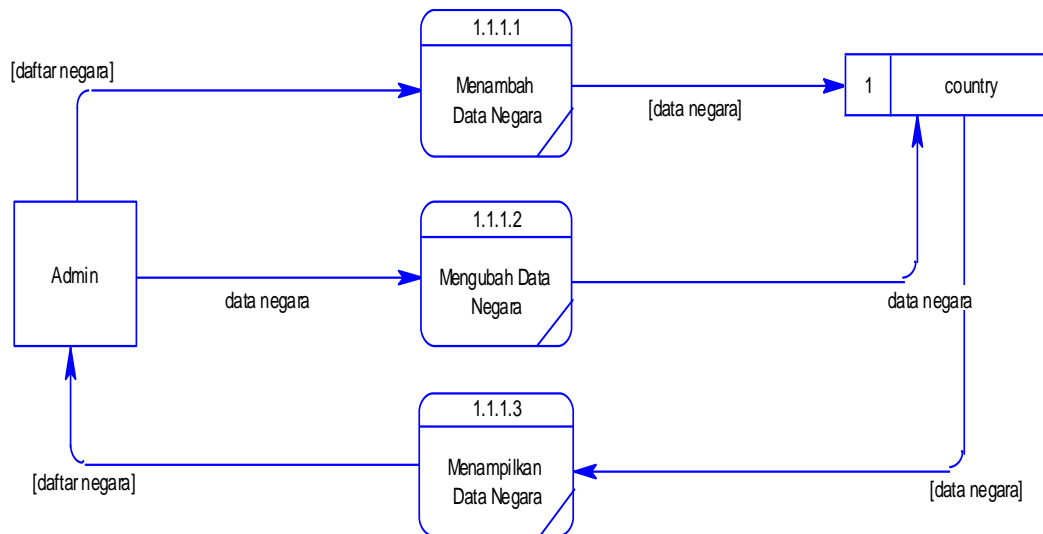 1.1.1.1
[daftar negara]
Menambah
Data Negara
[data negara]
1
country
1.1.1.2
Admin
data negara
Mengubah Data
Negara
data negara
1.1.1.3
[daftar negara]
Menampilkan
Data Negara
[data negara]